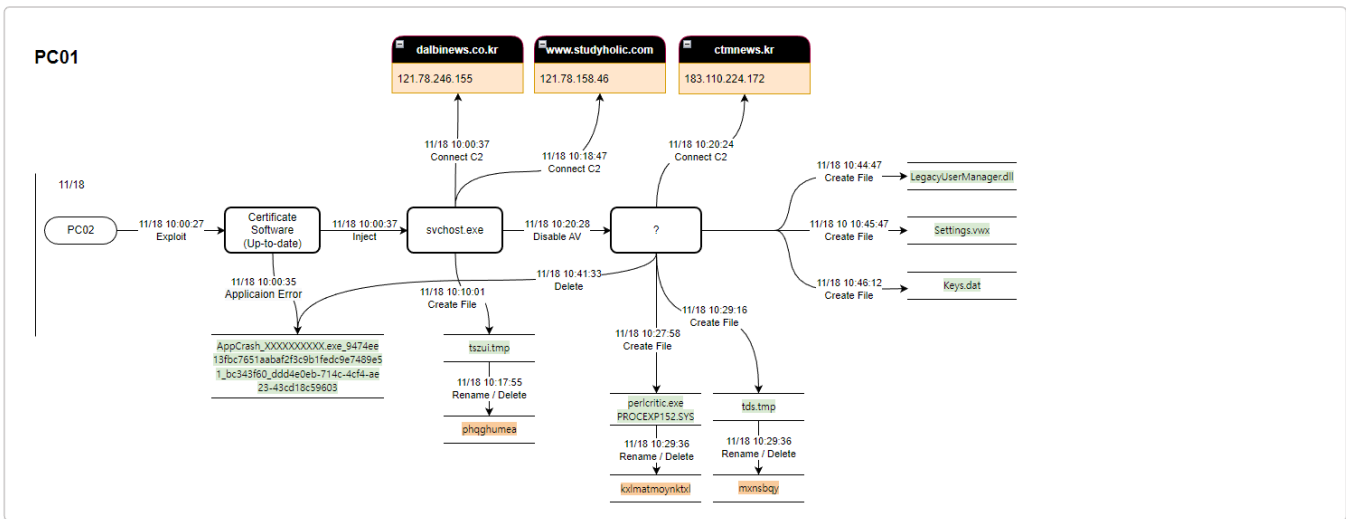 PC01
dalbinews.co.kr
121.78.246.155
www.studyholic.com
121.78.158.46
ctmnews.kr
183.110.224.172
11/18 10:00:37
Connect C2
11/18 10:18:47
Connect C2
11/18 10:20:24
Connect C2
11/18
PC02
11/18 10:00:27
Exploit
Certificate
Software
(Up-to-date)
11/18 10:00:37
Inject
svchost.exe
11/18 10:20:28
Disable AV
?
11/18 10:44:47
Create File
LegacyUserManager.dll
11/18 10:45:47
Create File
Settings.vwx
11/18 10:46:12
Create File
Keys.dat
11/18 10:00:35
Applicaion Error
11/18 10:10:01
Create File
11/18 10:41:33
Delete
11/18 10:27:58
Create File
11/18 10:29:16
Create File
AppCrash_XXXXXXXXXX.exe_9474ee
13fbc7651aabaf2f3c9b1fedc9e7489e5
1_bc343f60_ddd4e0eb-714c-4cf4-ae
23-43cd18c59603
tszui.tmp
11/18 10:17:55
Rename / Delete
phqghumea
perlcritic.exe
PROCEXP152.SYS
11/18 10:29:36
Rename / Delete
kxlmatmoynktxl
tds.tmp
11/18 10:29:36
Rename / Delete
mxnsbqy